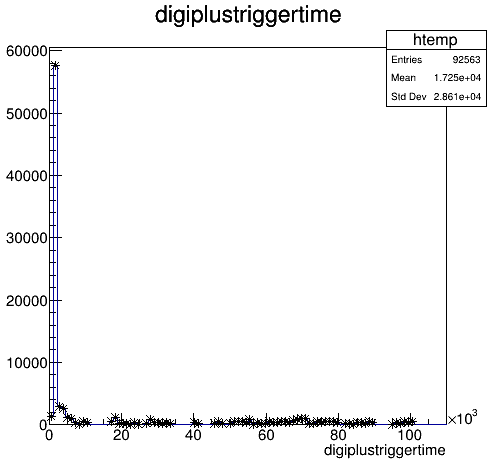 digiplustriggertime
htemp
Entries 92563
Mean 1.725e+04
Std Dev 2.861e+04
60000
50000
40000
30000
20000
10000
0
0 20 40 60 80 100
×10³
digiplustriggertime